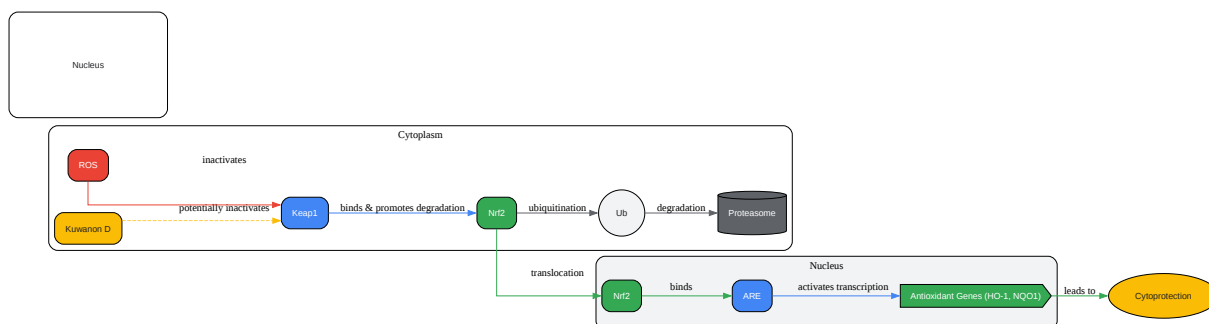 Nucleus
Cytoplasm
ROS
inactivates
potentially inactivates
Kuwanon D
Keap1
binds & promotes degradation
Nrf2
ubiquitination
Ub
degradation
Proteasome
translocation
Nucleus
Nrf2
binds
ARE
activates transcription
Antioxidant Genes (HO-1, NQO1)
leads to
Cytoprotection